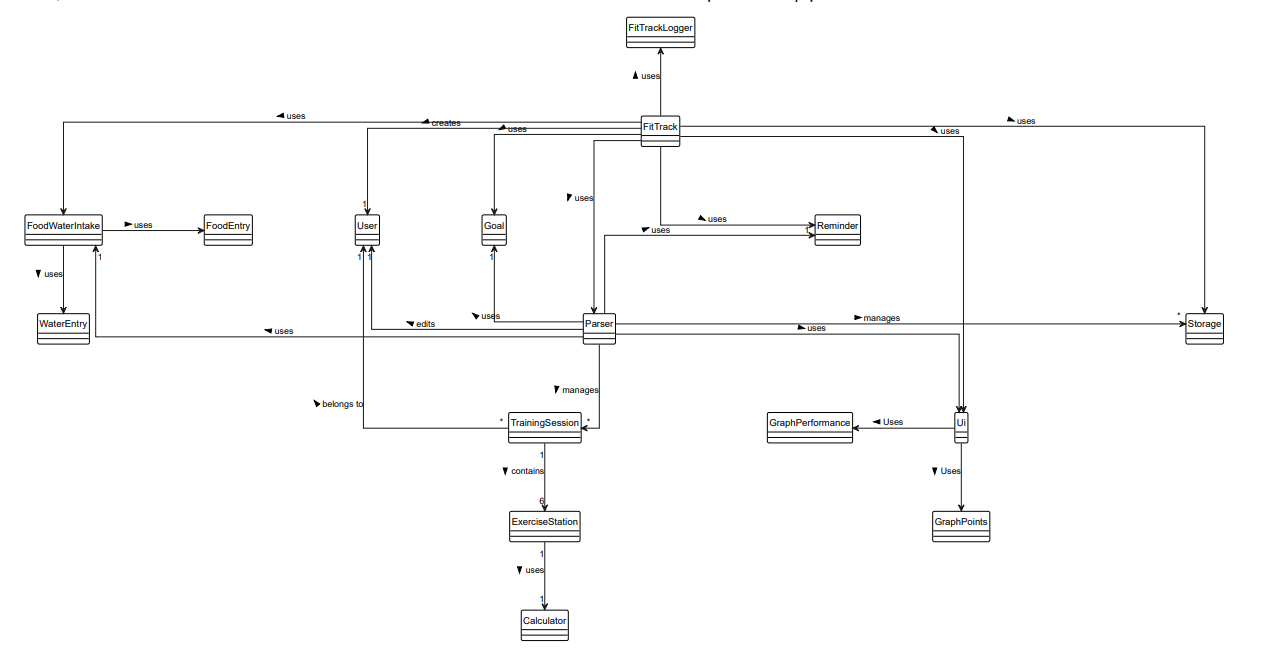 FitTrackLogger
uses
FitTrack
uses
creates
uses
uses
uses
uses
1
FoodWaterIntake
uses
FoodEntry
User
Goal
uses
uses
1
Reminder
1
1
1
1
uses
WaterEntry
uses
edits
uses
Parser
manages
uses
*
Storage
manages
belongs to
*
TrainingSession
*
GraphPerformance
Uses
Ui
1
contains
6
Uses
ExerciseStation
GraphPoints
1
uses
1
Calculator